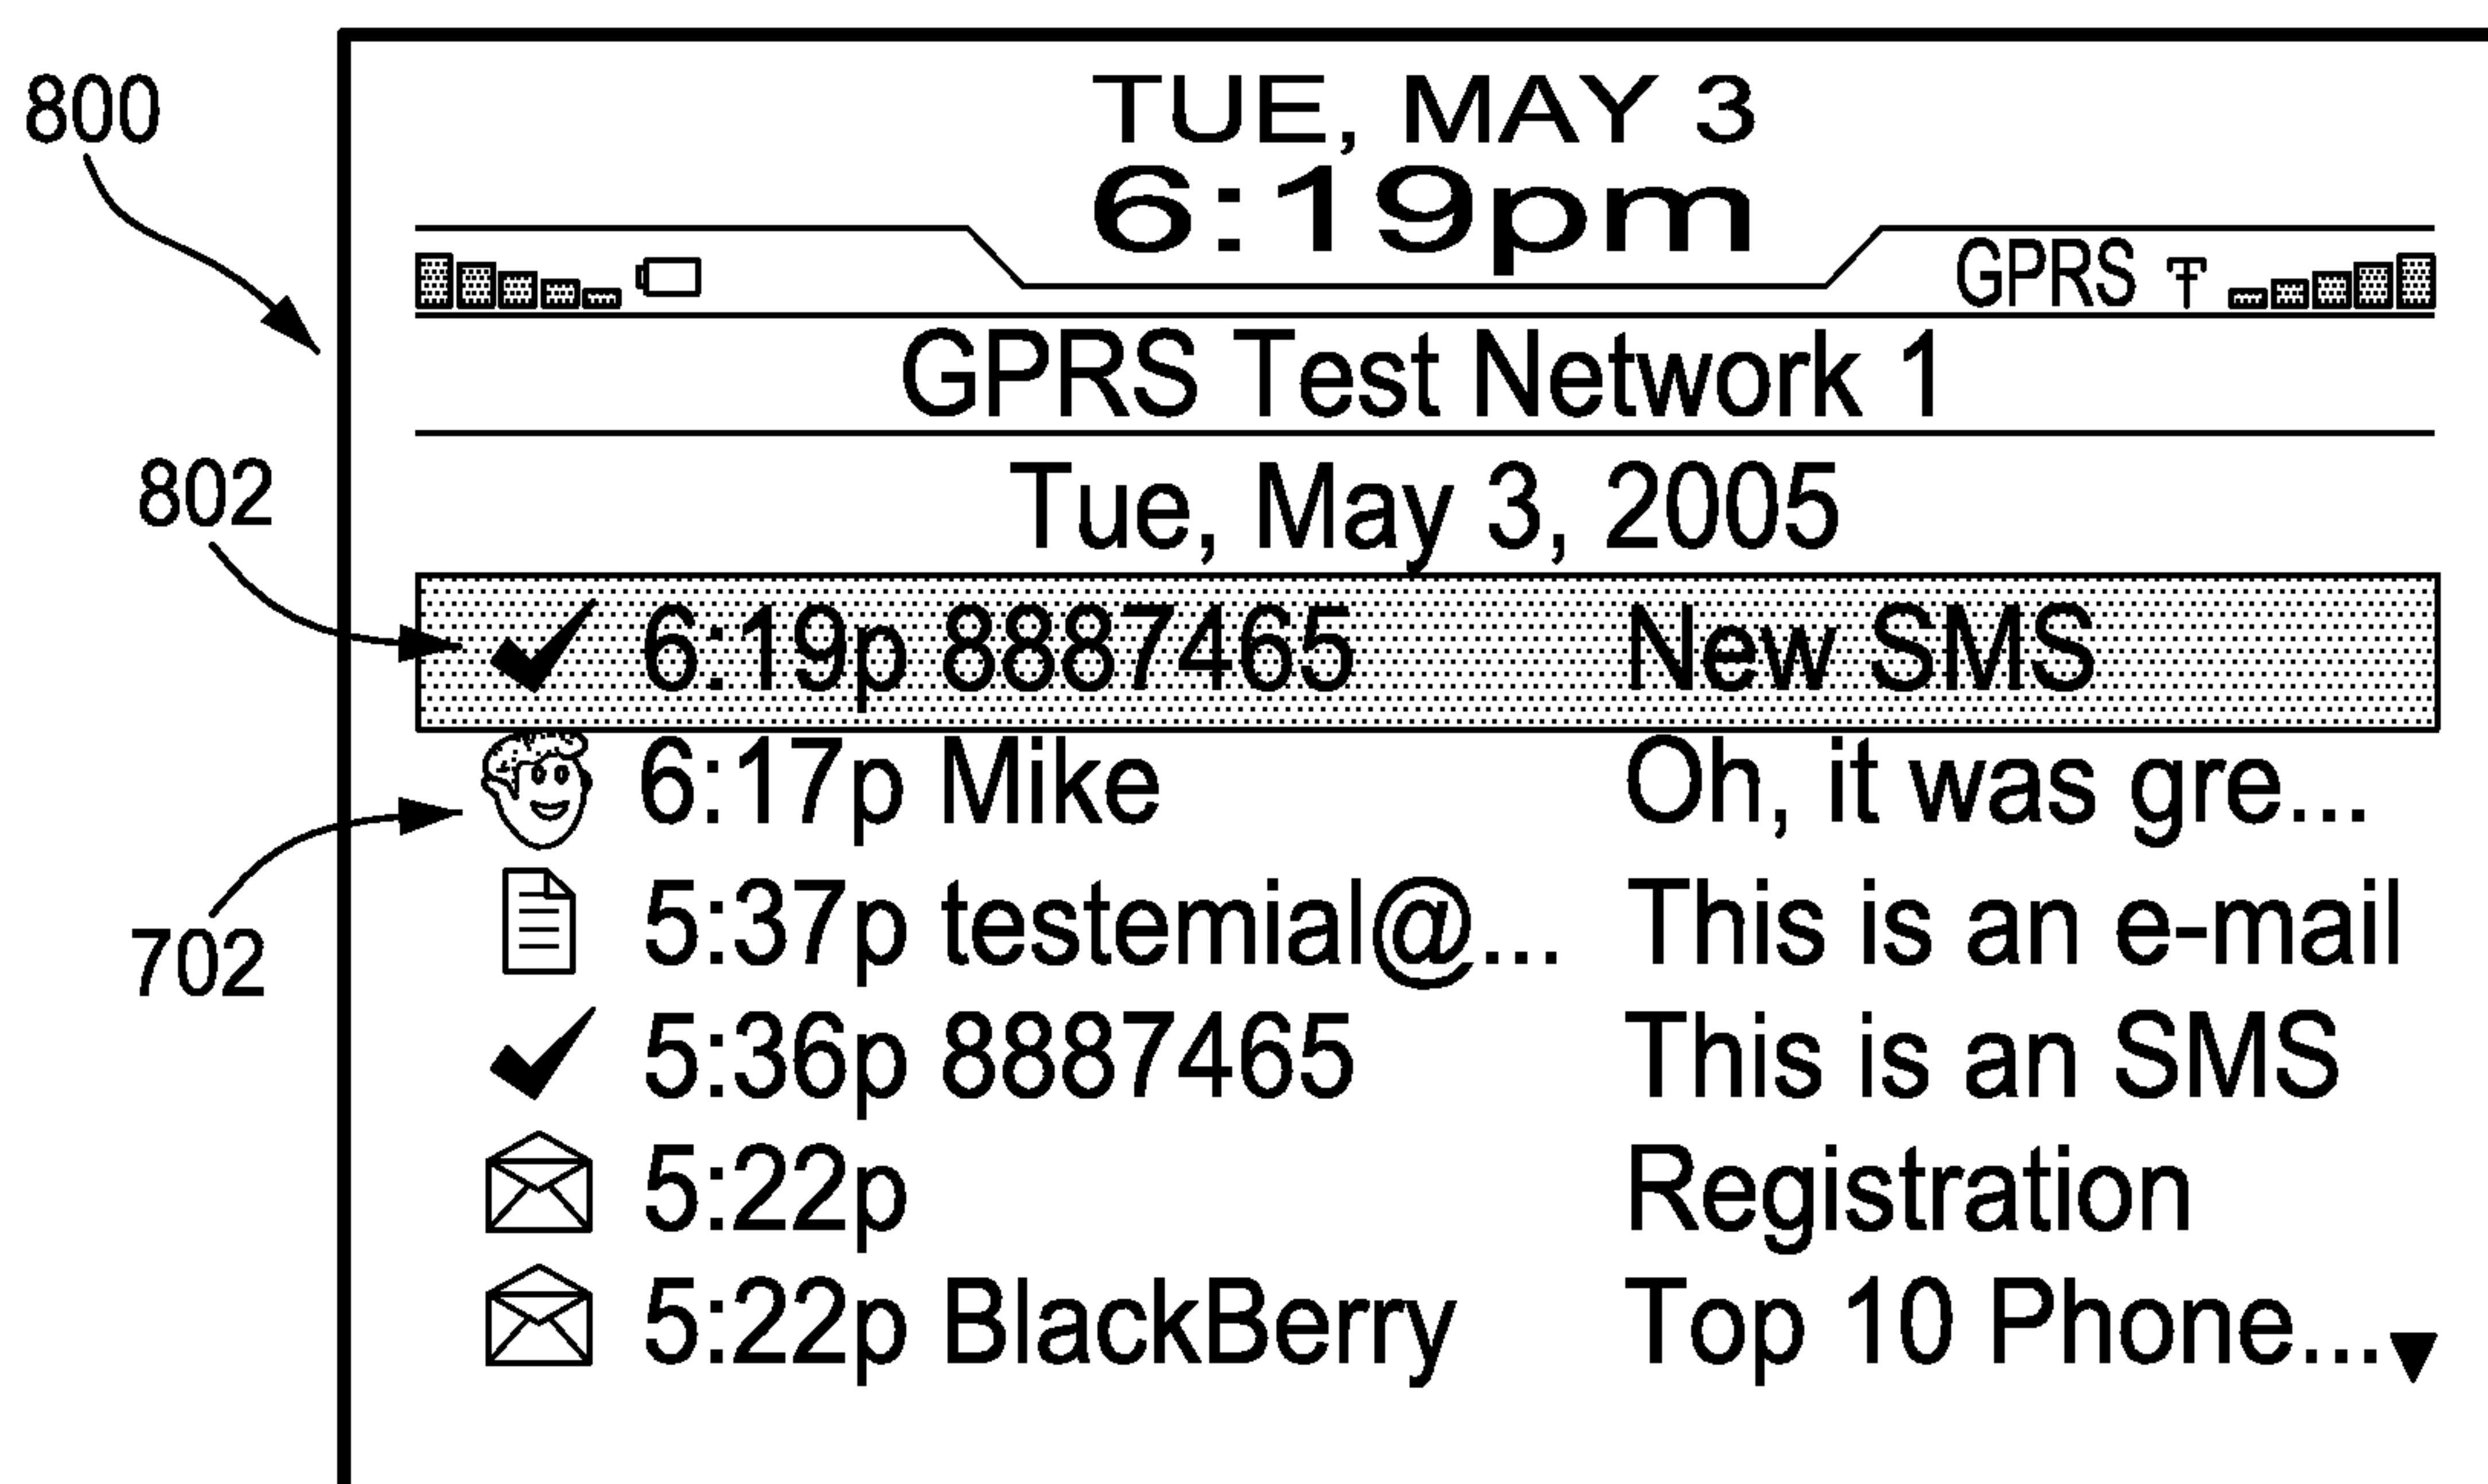 800
TUE, MAY 3
6:19pm
GPRS
GPRS Test Network 1
802
Tue, May 3, 2005
6:19p 8887465 New SMS
6:17p Mike Oh, it was gre...
702
5:37p testemial@... This is an e-mail
5:36p 8887465 This is an SMS
5:22p Registration
5:22p BlackBerry Top 10 Phone...